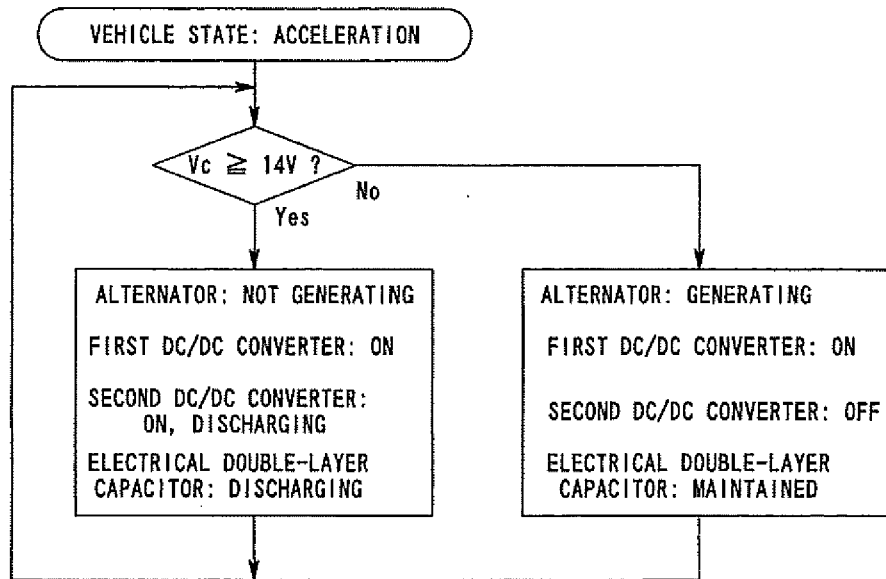 VEHICLE STATE: ACCELERATION
Vc ≧ 14V ?
No
Yes
ALTERNATOR: NOT GENERATING
FIRST DC/DC CONVERTER: ON
SECOND DC/DC CONVERTER:
ON, DISCHARGING
ELECTRICAL DOUBLE-LAYER
CAPACITOR: DISCHARGING
ALTERNATOR: GENERATING
FIRST DC/DC CONVERTER: ON
SECOND DC/DC CONVERTER: OFF
ELECTRICAL DOUBLE-LAYER
CAPACITOR: MAINTAINED